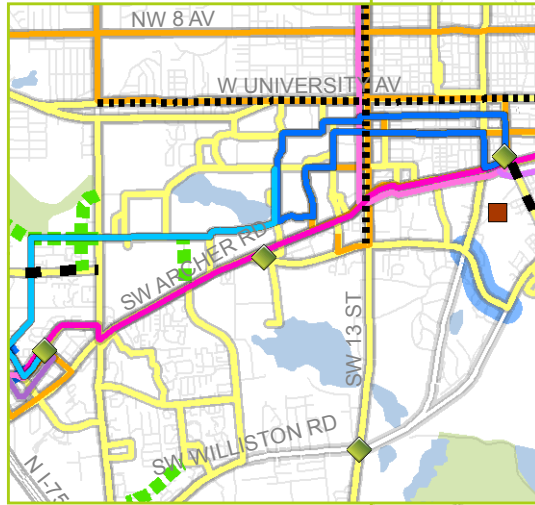 NW 8 AV
W UNIVERSITY AV
SW ARCHER RD
SW 13 ST
SW WILLISTON RD
N I-75